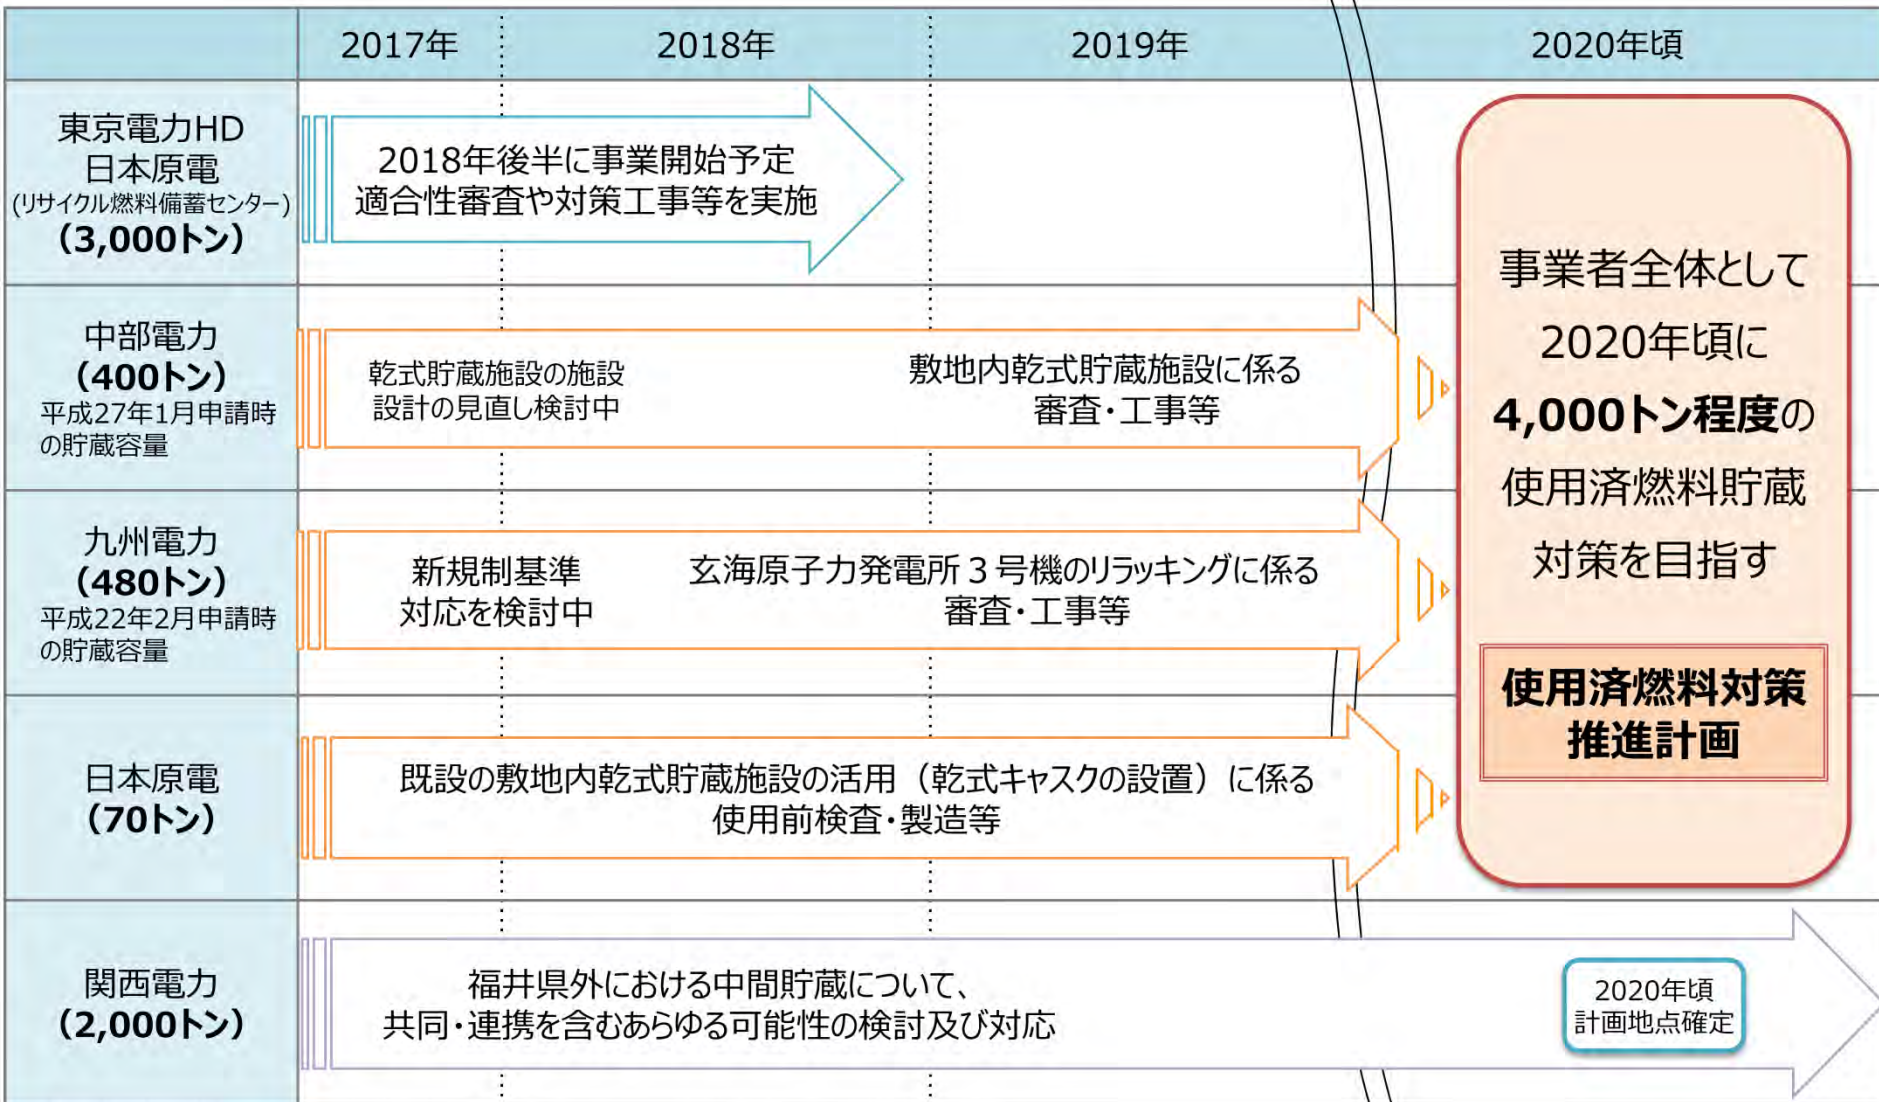 2017年
2018年
2019年
2020年頃
東京電力HD
日本原電
(リサイクル燃料備蓄センター)
(3,000トン)
2018年後半に事業開始予定
適合性審査や対策工事等を実施
中部電力
(400トン)
平成27年1月申請時
の貯蔵容量
乾式貯蔵施設の施設
設計の見直し検討中
敷地内乾式貯蔵施設に係る
審査・工事等
九州電力
(480トン)
平成22年2月申請時
の貯蔵容量
新規制基準
対応を検討中
玄海原子力発電所３号機のリラッキングに係る
審査・工事等
日本原電
(70トン)
既設の敷地内乾式貯蔵施設の活用（乾式キャスクの設置）に係る
使用前検査・製造等
関西電力
(2,000トン)
福井県外における中間貯蔵について、
共同・連携を含むあらゆる可能性の検討及び対応
2020年頃
計画地点確定
事業者全体として
2020年頃に
4,000トン程度の
使用済燃料貯蔵
対策を目指す
使用済燃料対策
推進計画